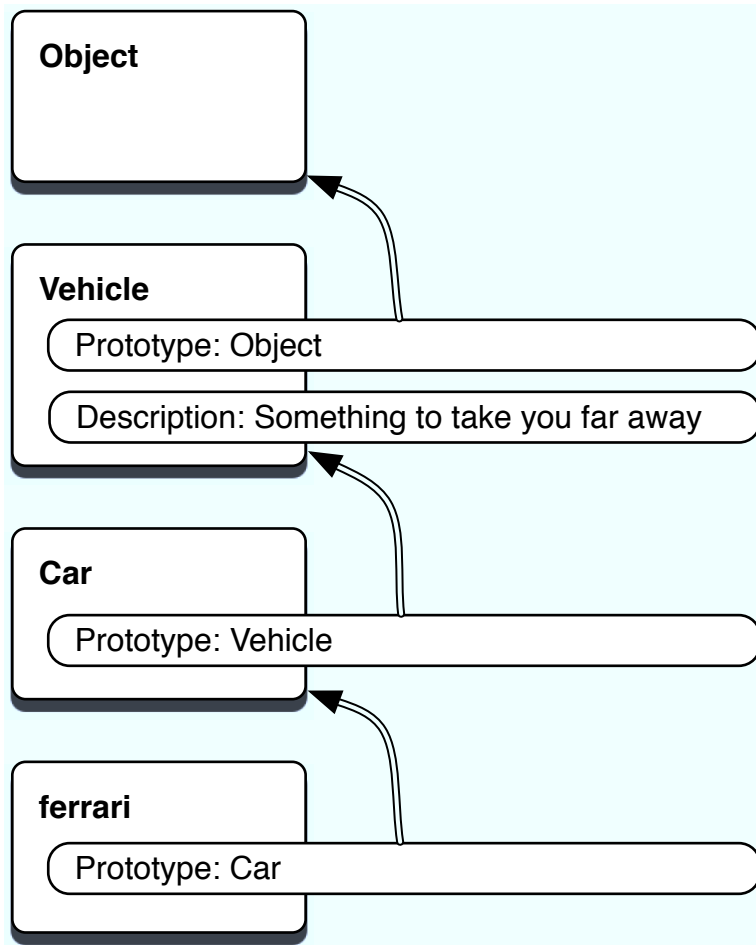 Object
Vehicle
Prototype: Object
Description: Something to take you far away
Car
Prototype: Vehicle
ferrari
Prototype: Car